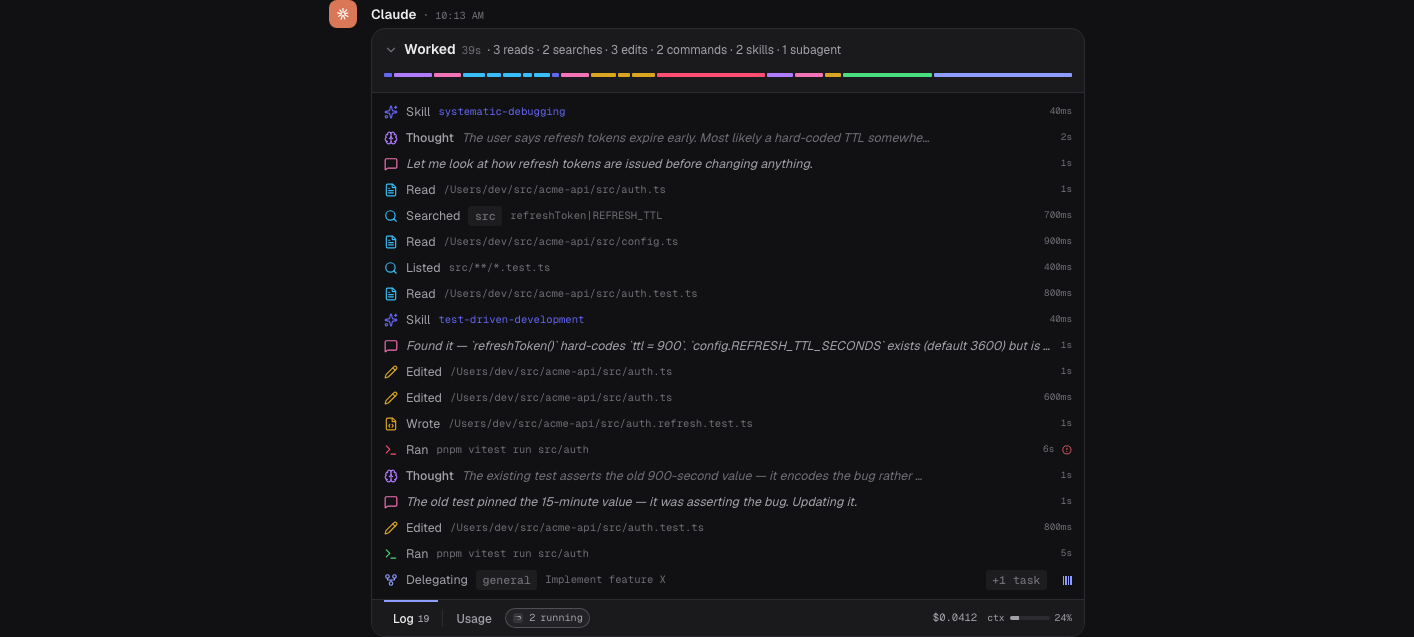 Claude · 10:13 AM
Worked 39s · 3 reads · 2 searches · 3 edits · 2 commands · 2 skills · 1 subagent
Skill systematic-debugging 40ms
Thought The user says refresh tokens expire early. Most likely a hard-coded TTL somewhe… 2s
Let me look at how refresh tokens are issued before changing anything. 1s
Read /Users/dev/src/acme-api/src/auth.ts 1s
Searched src refreshToken|REFRESH_TTL 700ms
Read /Users/dev/src/acme-api/src/config.ts 900ms
Listed src/**/*.test.ts 400ms
Read /Users/dev/src/acme-api/src/auth.test.ts 800ms
Skill test-driven-development 40ms
Found it — `refreshToken()` hard-codes `ttl = 900`. `config.REFRESH_TTL_SECONDS` exists (default 3600) but is … 1s
Edited /Users/dev/src/acme-api/src/auth.ts 1s
Edited /Users/dev/src/acme-api/src/auth.ts 600ms
Wrote /Users/dev/src/acme-api/src/auth.refresh.test.ts 1s
Ran pnpm vitest run src/auth 6s
Thought The existing test asserts the old 900-second value — it encodes the bug rather … 1s
The old test pinned the 15-minute value — it was asserting the bug. Updating it. 1s
Edited /Users/dev/src/acme-api/src/auth.test.ts 800ms
Ran pnpm vitest run src/auth 5s
Delegating general Implement feature X +1 task
Log 19 Usage 2 running $0.0412 ctx 24%